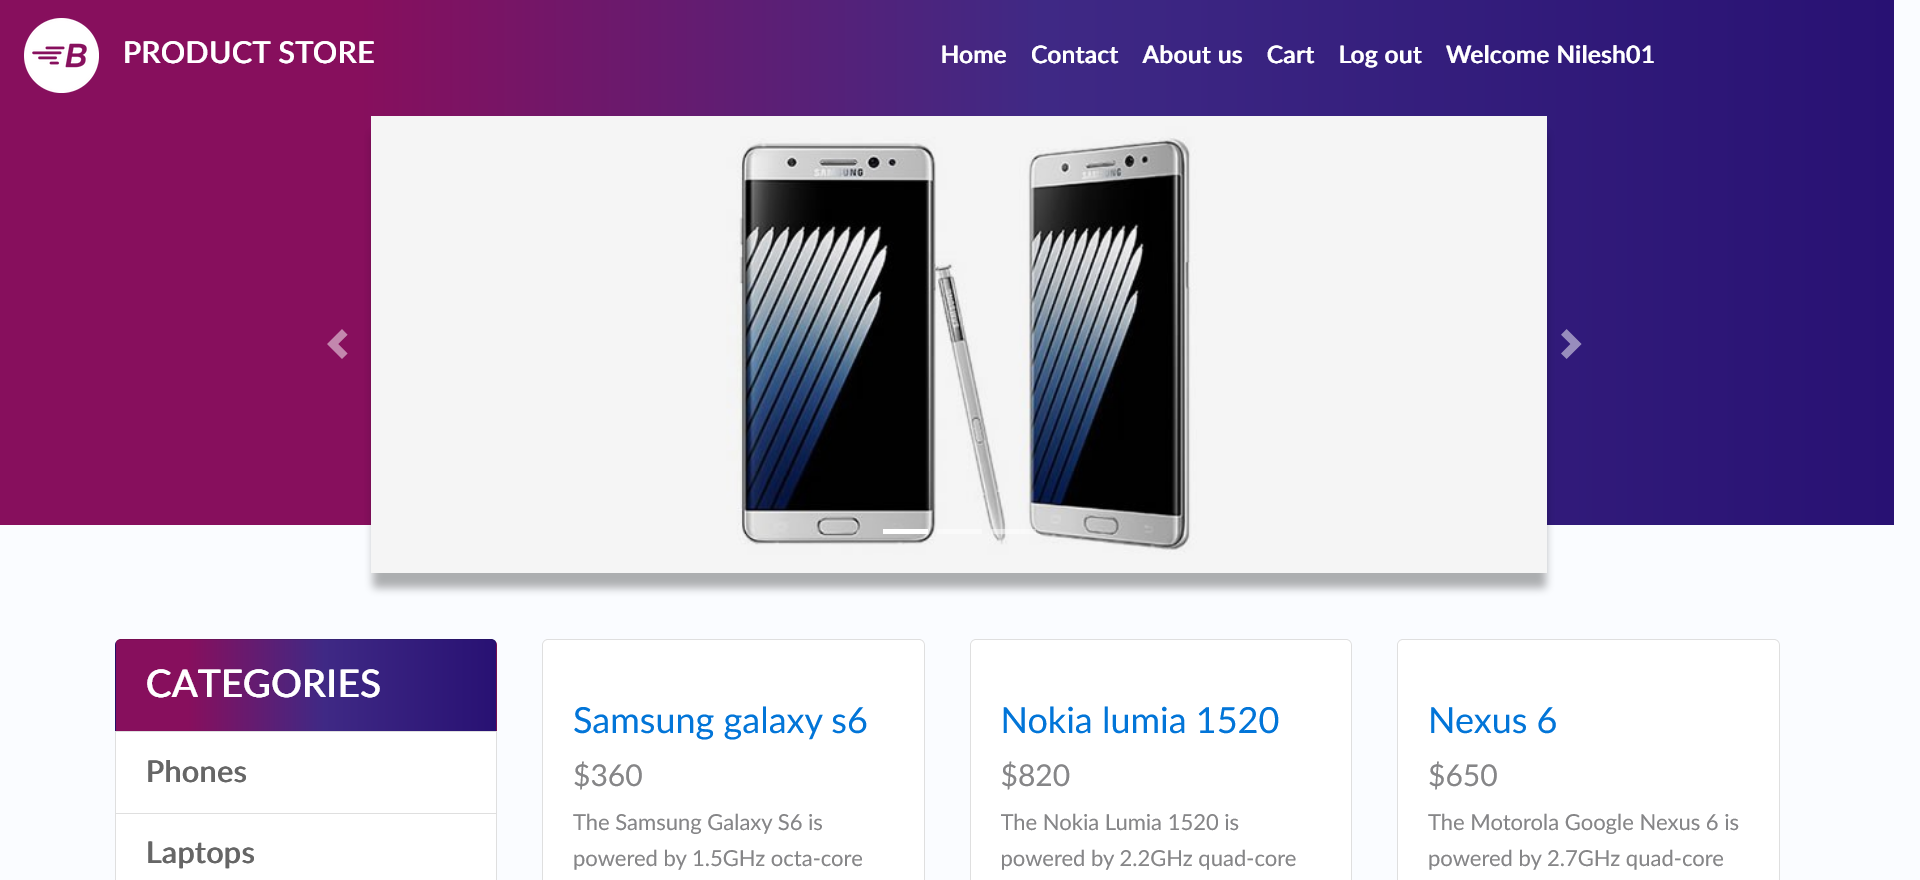 B PRODUCT STORE
Home Contact About us Cart Log out Welcome Nilesh01
SAMSUNG SAMSUNG
CATEGORIES
Phones
Laptops
Samsung galaxy s6
$360
The Samsung Galaxy S6 is
powered by 1.5GHz octa-core
Nokia lumia 1520
$820
The Nokia Lumia 1520 is
powered by 2.2GHz quad-core
Nexus 6
$650
The Motorola Google Nexus 6 is
powered by 2.7GHz quad-core